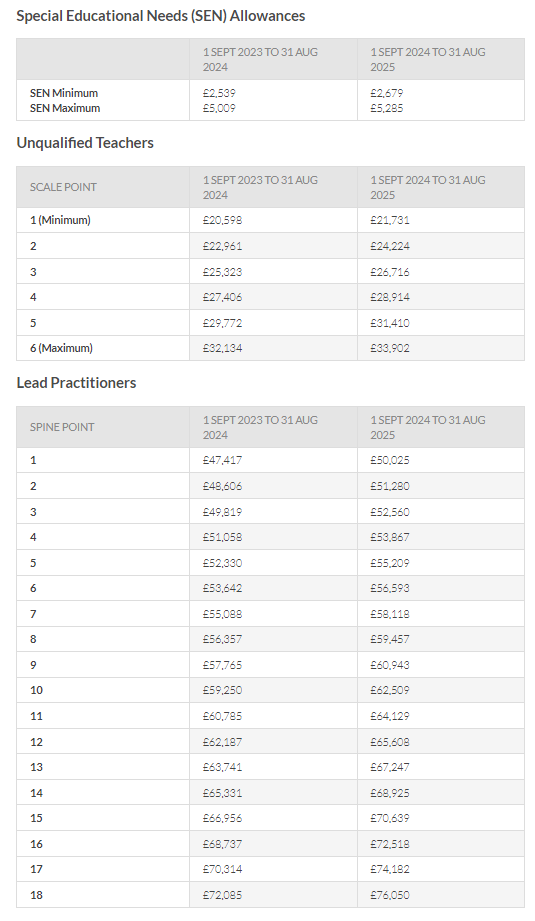 Special Educational Needs (SEN) Allowances
1 SEPT 2023 TO 31 AUG 2024 1 SEPT 2024 TO 31 AUG 2025
SEN Minimum £2,539 £2,679
SEN Maximum £5,009 £5,285
Unqualified Teachers
SCALE POINT 1 SEPT 2023 TO 31 AUG 2024 1 SEPT 2024 TO 31 AUG 2025
1 (Minimum) £20,598 £21,731
2 £22,961 £24,224
3 £25,323 £26,716
4 £27,406 £28,914
5 £29,772 £31,410
6 (Maximum) £32,134 £33,902
Lead Practitioners
SPINE POINT 1 SEPT 2023 TO 31 AUG 2024 1 SEPT 2024 TO 31 AUG 2025
1 £47,417 £50,025
2 £48,606 £51,280
3 £49,819 £52,560
4 £51,058 £53,867
5 £52,330 £55,209
6 £53,642 £56,593
7 £55,088 £58,118
8 £56,357 £59,457
9 £57,765 £60,943
10 £59,250 £62,509
11 £60,785 £64,129
12 £62,187 £65,608
13 £63,741 £67,247
14 £65,331 £68,925
15 £66,956 £70,639
16 £68,737 £72,518
17 £70,314 £74,182
18 £72,085 £76,050